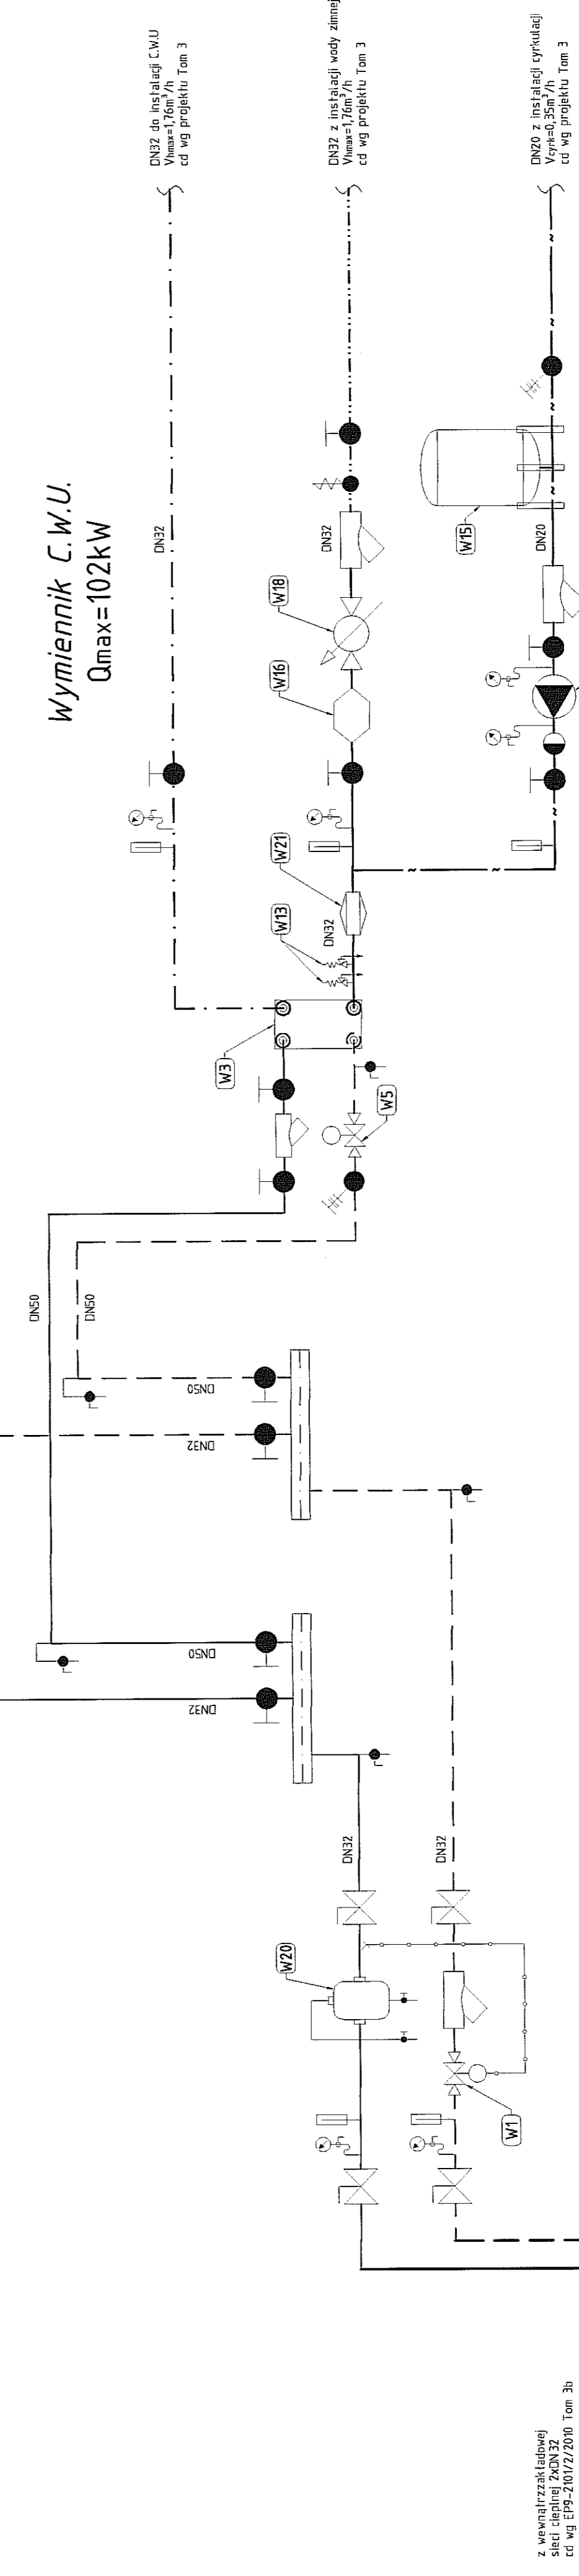 DN32 do instalacji C.W.U
Vhmax=1,76m³/h
cd wg projektu Tom 3
DN32 z instalacji wody zimnej
Vhmax=1,76m³/h
cd wg projektu Tom 3
DN20 z instalacji cyrkulacji
Vcyrk=0,35m³/h
cd wg projektu Tom 3
Wymiennik C.W.U.
Qmax=102kW
DN32
DN32
W15
DN20
W18
W16
W21
W13
DN32
W3
W5
DN50
DN50
DN50
DN32
DN50
DN32
DN32
DN32
W20
W1
z wewnątrzzakładowej
sieci cieplnej 2xDN32
cd wg EP9-2101/2/2010 Tom 3b